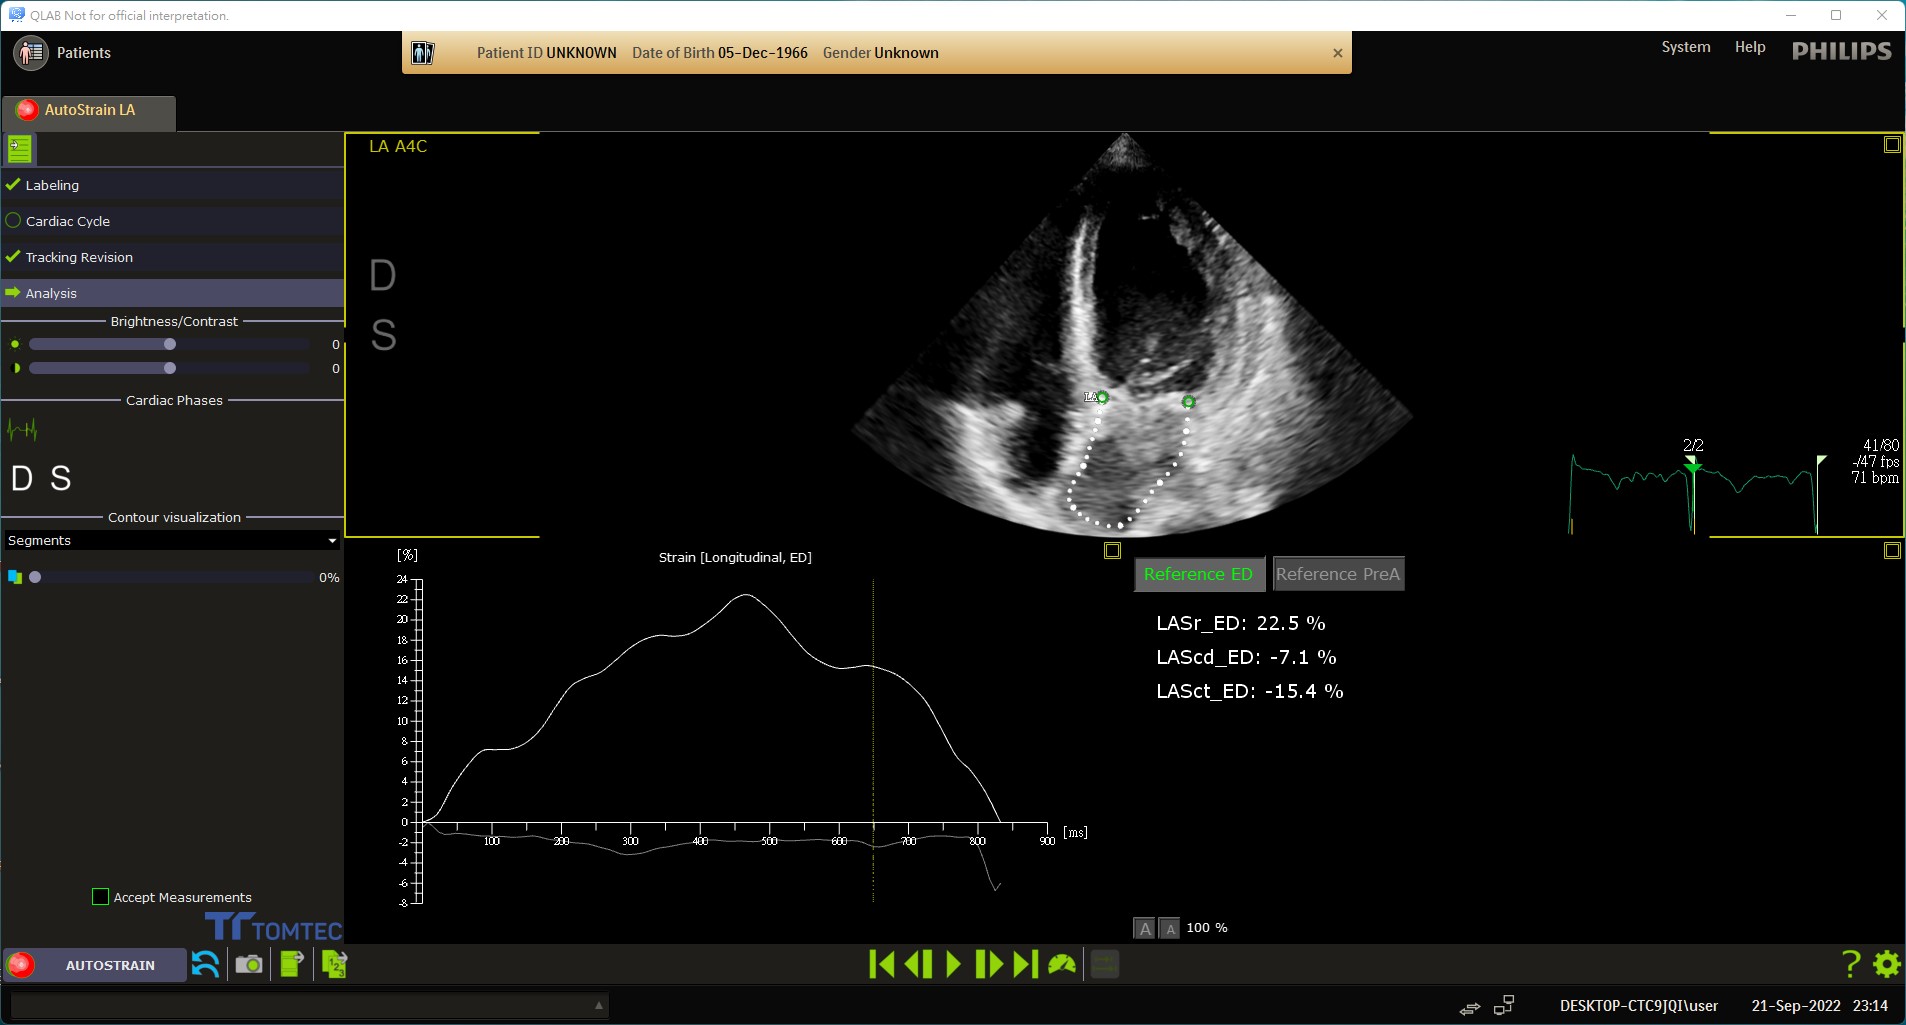 QLAB Not for official interpretation.
Patients
Patient ID UNKNOWN Date of Birth 05-Dec-1966 Gender Unknown
System Help PHILIPS
AutoStrain LA
Labeling
Cardiac Cycle
Tracking Revision
Analysis
Brightness/Contrast
0
0
Cardiac Phases
D S
Contour visualization
Segments
0%
Accept Measurements
TOMTEC
LA A4C
D
S
LA
2/2
41/80
-/47 fps
71 bpm
[%]
Strain [Longitudinal, ED]
24
22
20
18
16
14
12
10
8
6
4
2
0
-2
-4
-6
-8
100 200 300 400 500 600 700 800 900
[ms]
Reference ED Reference PreA
LASr_ED: 22.5 %
LAScd_ED: -7.1 %
LASct_ED: -15.4 %
A A 100 %
AUTOSTRAIN
1 2 3
?
DESKTOP-CTC9JQI\user 21-Sep-2022 23:14